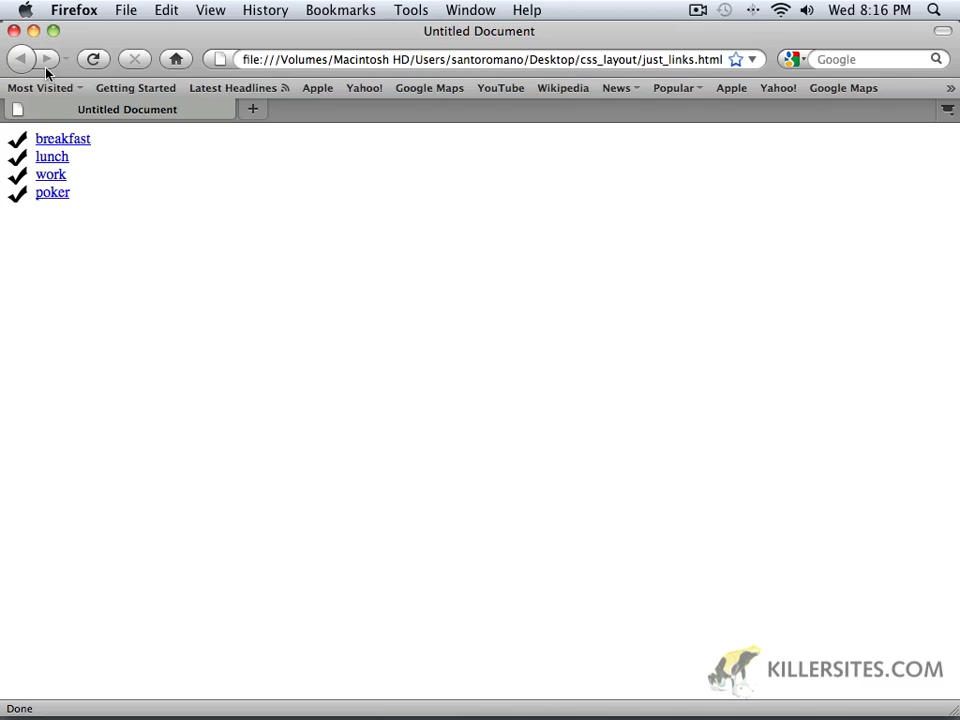 Firefox File Edit View History Bookmarks Tools Window Help Wed 8:16 PM
Untitled Document
file:///Volumes/Macintosh HD/Users/santoromano/Desktop/css_layout/just_links.html Google
Most Visited Getting Started Latest Headlines Apple Yahoo! Google Maps YouTube Wikipedia News Popular Apple Yahoo! Google Maps »
Untitled Document +
breakfast
lunch
work
poker
KILLERSITES.COM
Done